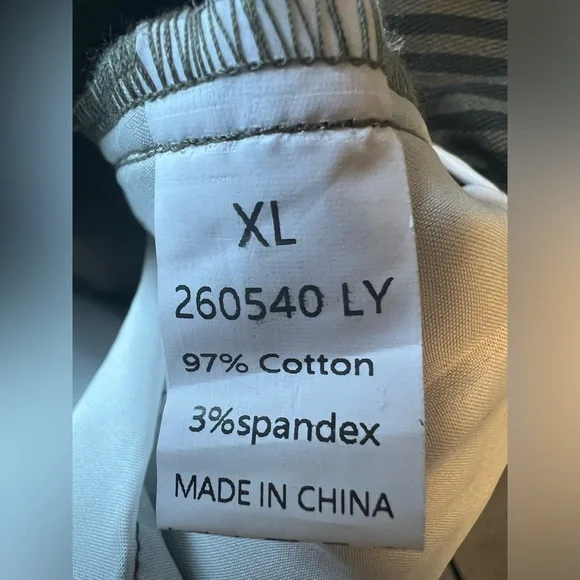 XL
260540 LY
97% Cotton
3%spandex
MADE IN CHINA